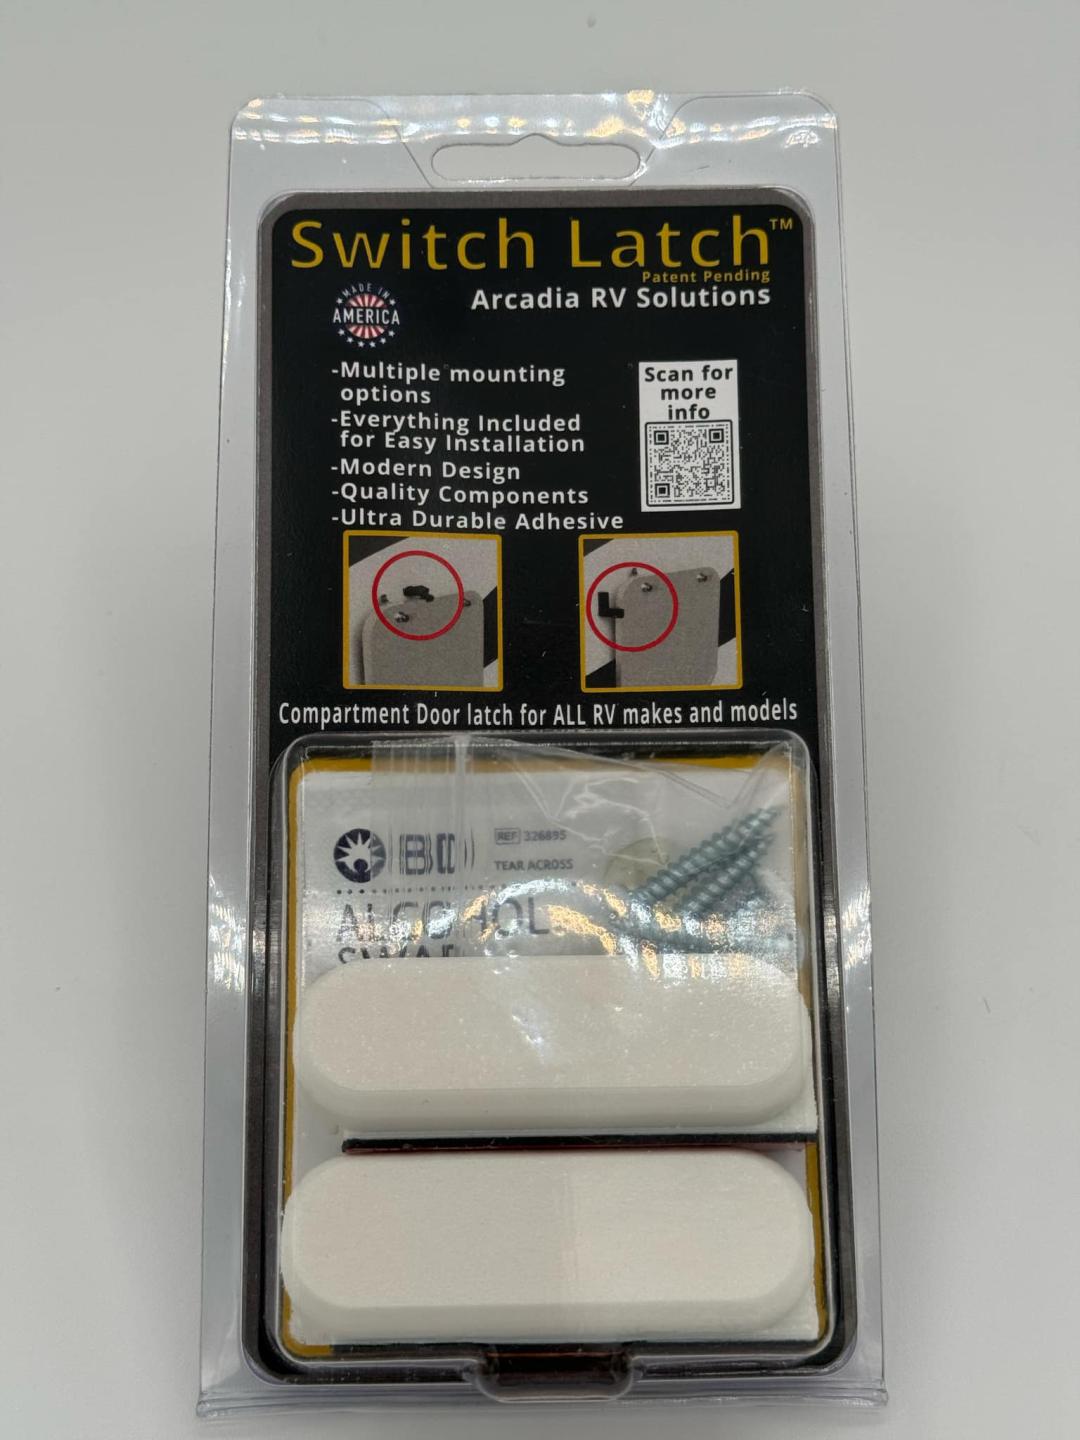 Switch Latch™
Patent Pending
Arcadia RV Solutions
MADE IN
AMERICA
-Multiple mounting
options
-Everything Included
for Easy Installation
-Modern Design
-Quality Components
-Ultra Durable Adhesive
Scan for
more
info
Compartment Door latch for ALL RV makes and models
BD
REF 326895
TEAR ACROSS
ALCOHOL